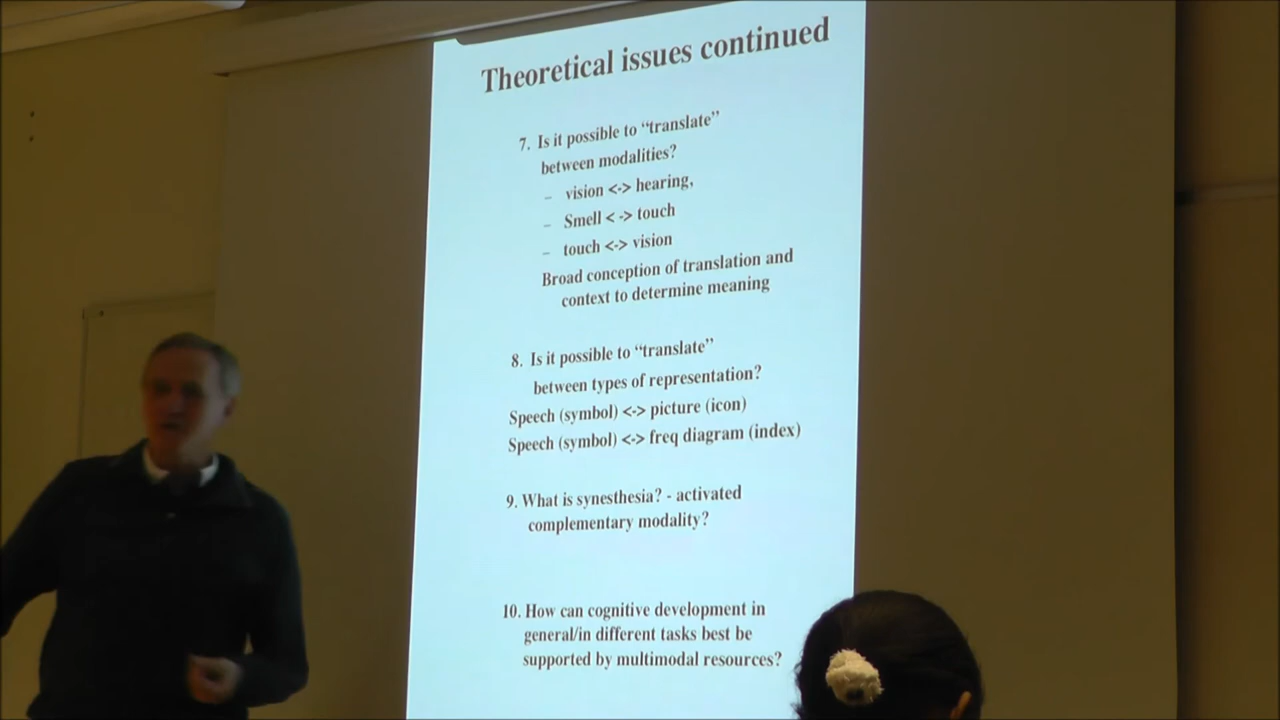 Theoretical issues continued
7. Is it possible to “translate”
between modalities?
– vision <-> hearing,
– Smell < -> touch
– touch <-> vision
Broad conception of translation and
context to determine meaning
8. Is it possible to “translate”
between types of representation?
Speech (symbol) <-> picture (icon)
Speech (symbol) <-> freq diagram (index)
9. What is synesthesia? - activated
complementary modality?
10. How can cognitive development in
general/in different tasks best be
supported by multimodal resources?